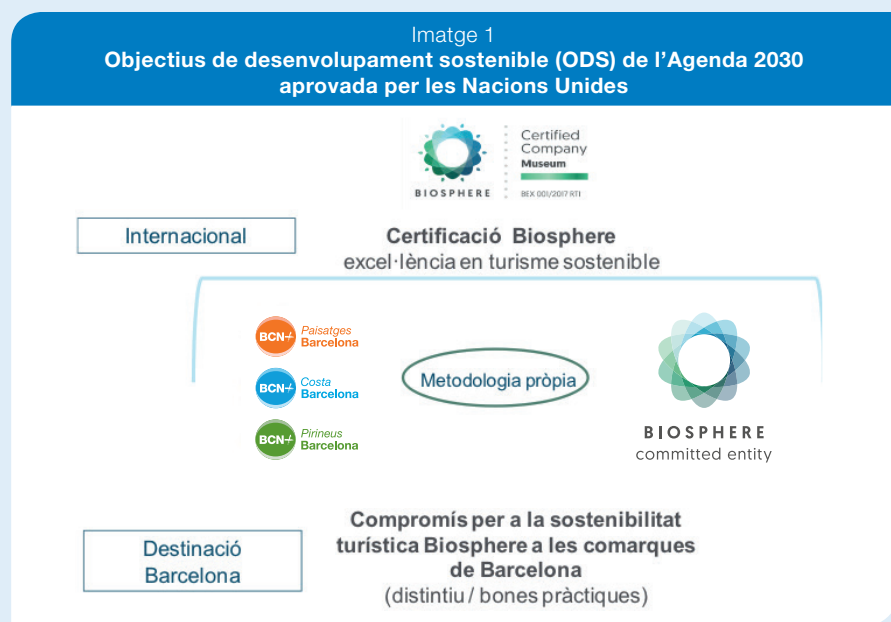 Imatge 1
Objectius de desenvolupament sostenible (ODS) de l'Agenda 2030
aprovada per les Nacions Unides
BIOSPHERE
Certified
Company
Museum
BEX 001/2017 RTI
Internacional
Certificació Biosphere
excel·lència en turisme sostenible
BCN+ Paisatges
Barcelona
BCN+ Costa
Barcelona
BCN+ Pirineus
Barcelona
Metodologia pròpia
BIOSPHERE
committed entity
Destinació
Barcelona
Compromís per a la sostenibilitat
turística Biosphere a les comarques
de Barcelona
(distintiu / bones pràctiques)